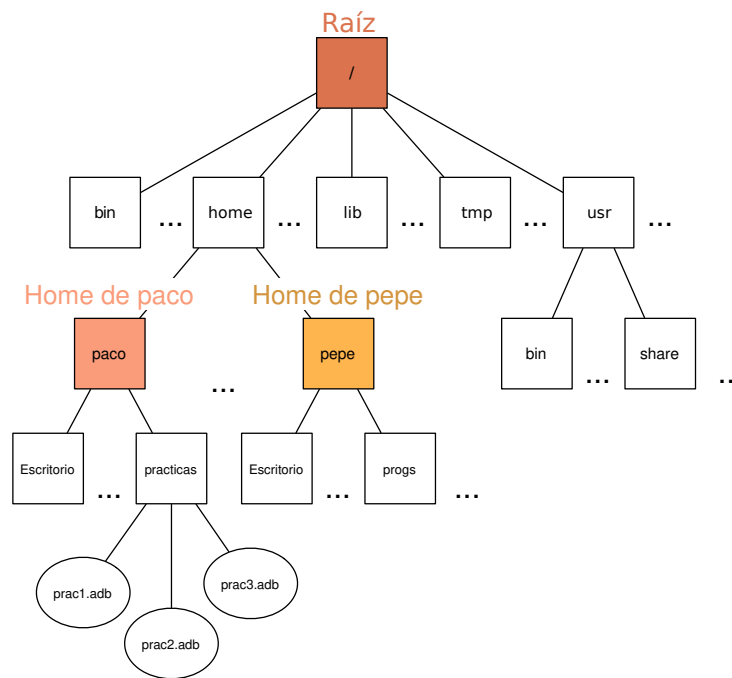 Raíz
/
bin ... home ... lib ... tmp ... usr ...
Home de paco Home de pepe
paco ... pepe bin ... share ...
Escritorio ... practicas Escritorio ... progs ...
prac1.adb prac2.adb prac3.adb